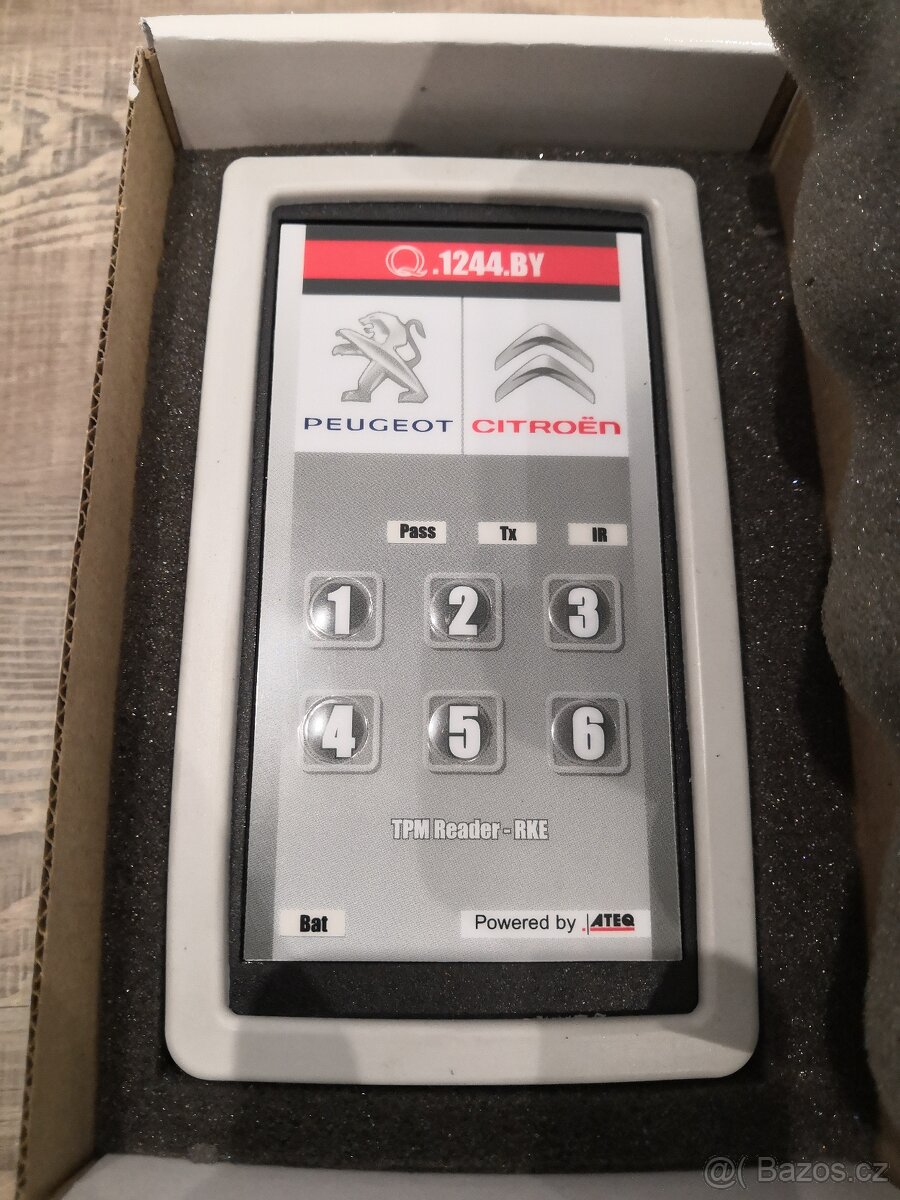 Q.1244.BY
PEUGEOT CITROËN
Pass Tx IR
1 2 3
4 5 6
TPM Reader - RKE
Bat Powered by ATEQ
@( Bazos.cz